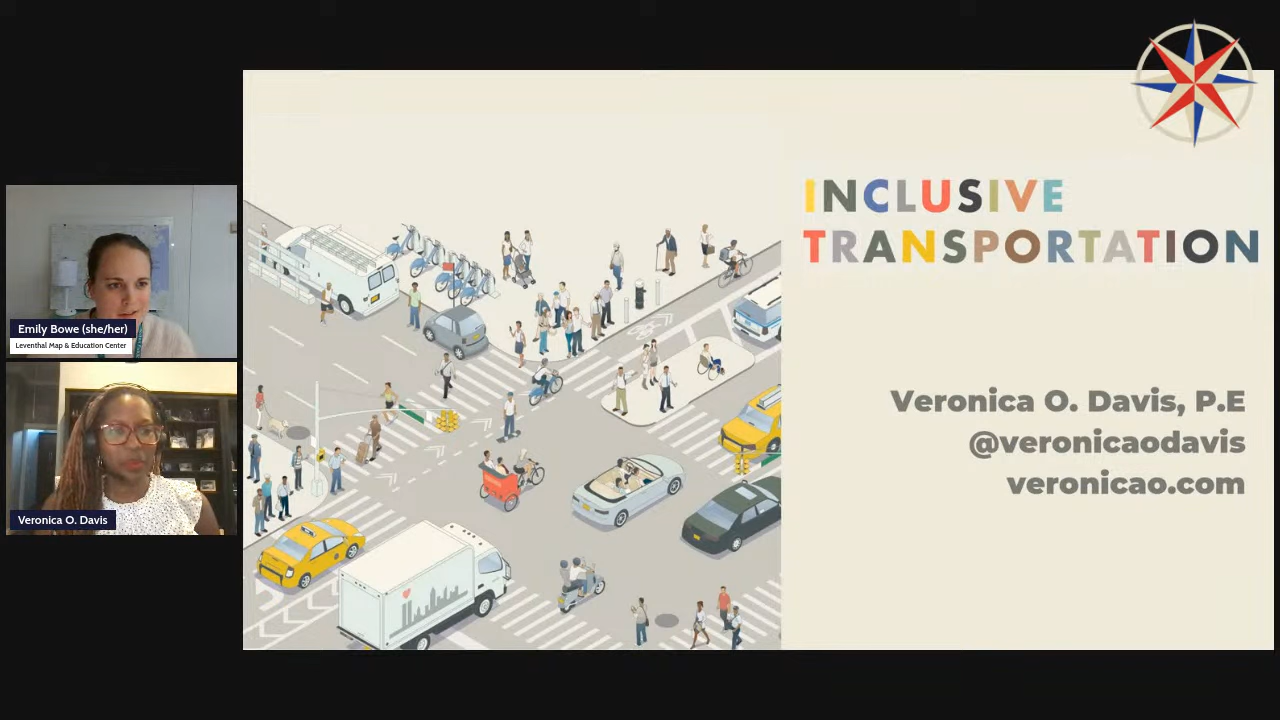 INCLUSIVE
TRANSPORTATION
Veronica O. Davis, P.E
@veronicaodavis
veronicao.com
Emily Bowe (she/her)
Leventhal Map & Education Center
Veronica O. Davis